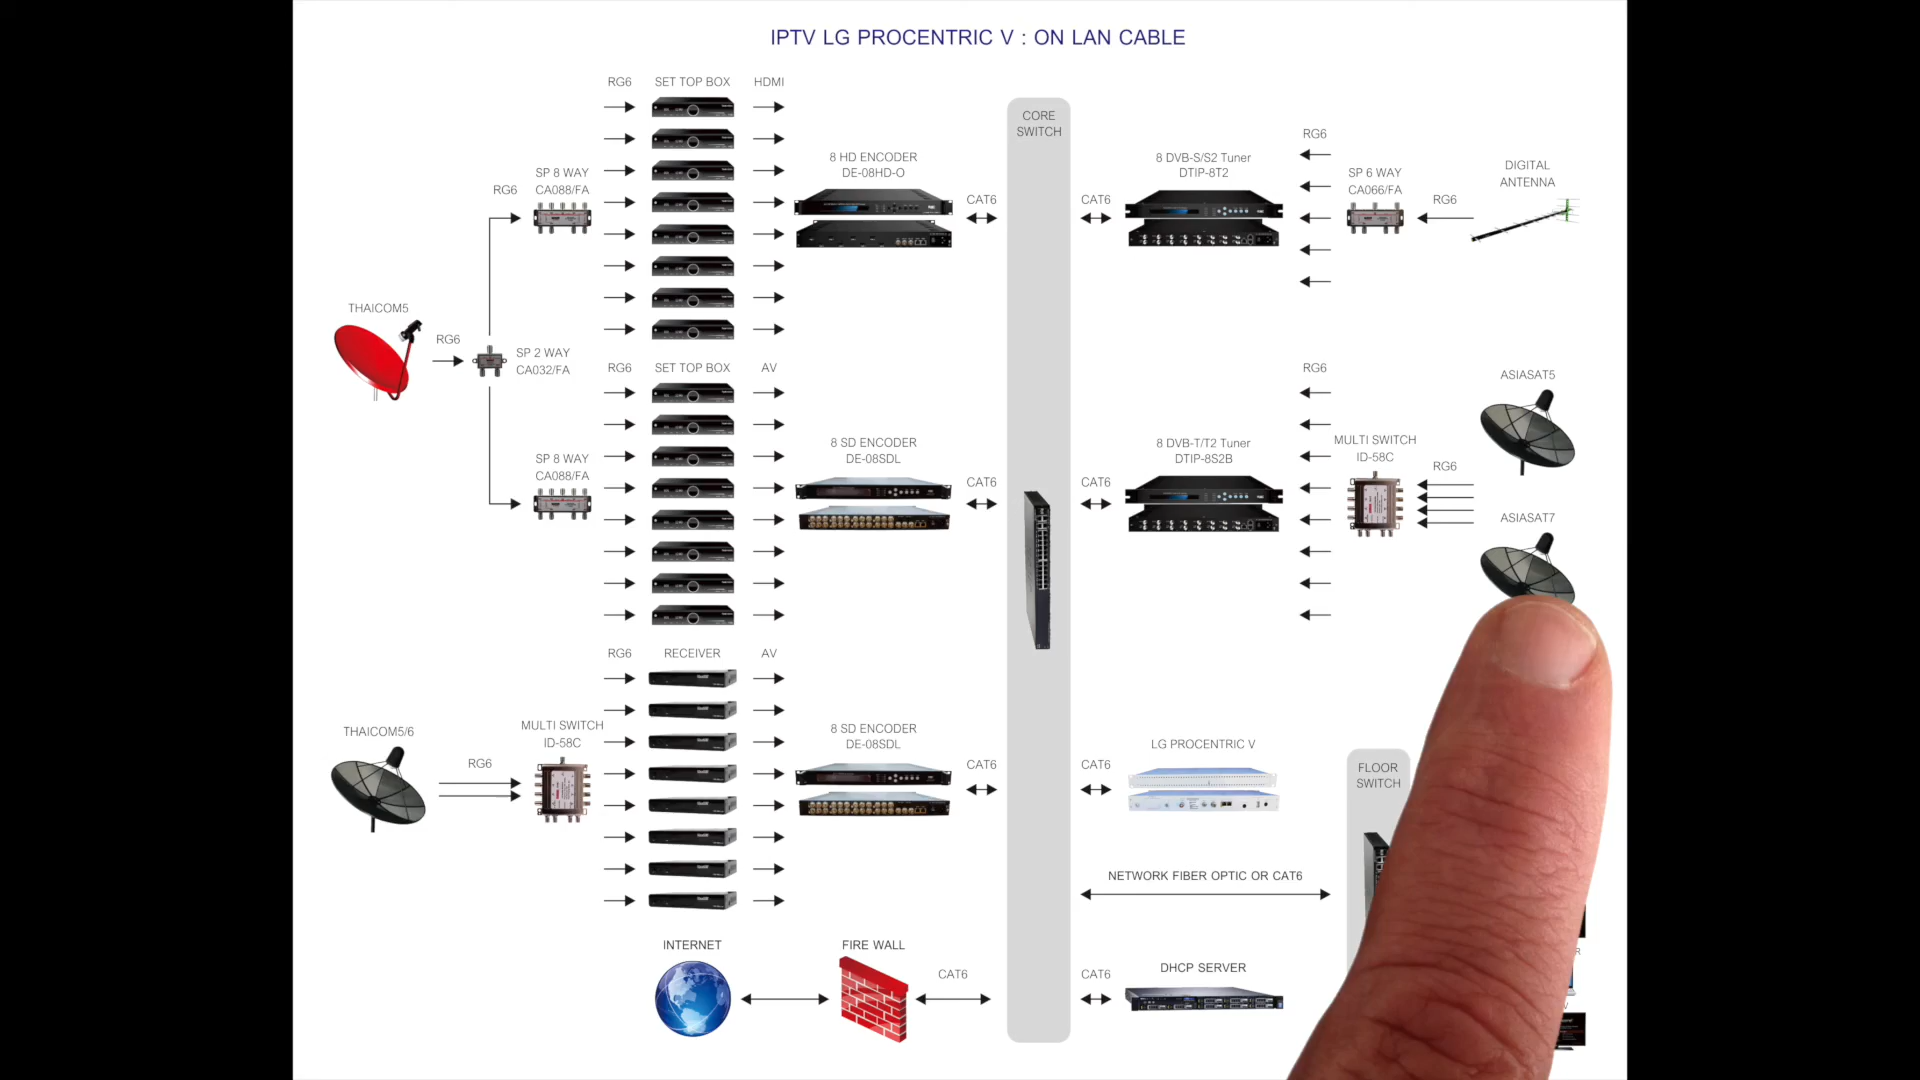 IPTV LG PROCENTRIC V : ON LAN CABLE
RG6
SET TOP BOX
HDMI
SP 8 WAY
CA088/FA
RG6
8 HD ENCODER
DE-08HD-O
CAT6
CORE
SWITCH
CAT6
8 DVB-S/S2 Tuner
DTIP-8T2
RG6
SP 6 WAY
CA066/FA
RG6
DIGITAL
ANTENNA
THAICOM5
RG6
SP 2 WAY
CA032/FA
RG6
SET TOP BOX
AV
SP 8 WAY
CA088/FA
8 SD ENCODER
DE-08SDL
CAT6
CAT6
8 DVB-T/T2 Tuner
DTIP-8S2B
RG6
MULTI SWITCH
ID-58C
RG6
ASIASAT5
ASIASAT7
RG6
RECEIVER
AV
THAICOM5/6
RG6
MULTI SWITCH
ID-58C
8 SD ENCODER
DE-08SDL
CAT6
CAT6
LG PROCENTRIC V
FLOOR
SWITCH
NETWORK FIBER OPTIC OR CAT6
INTERNET
FIRE WALL
CAT6
CAT6
DHCP SERVER